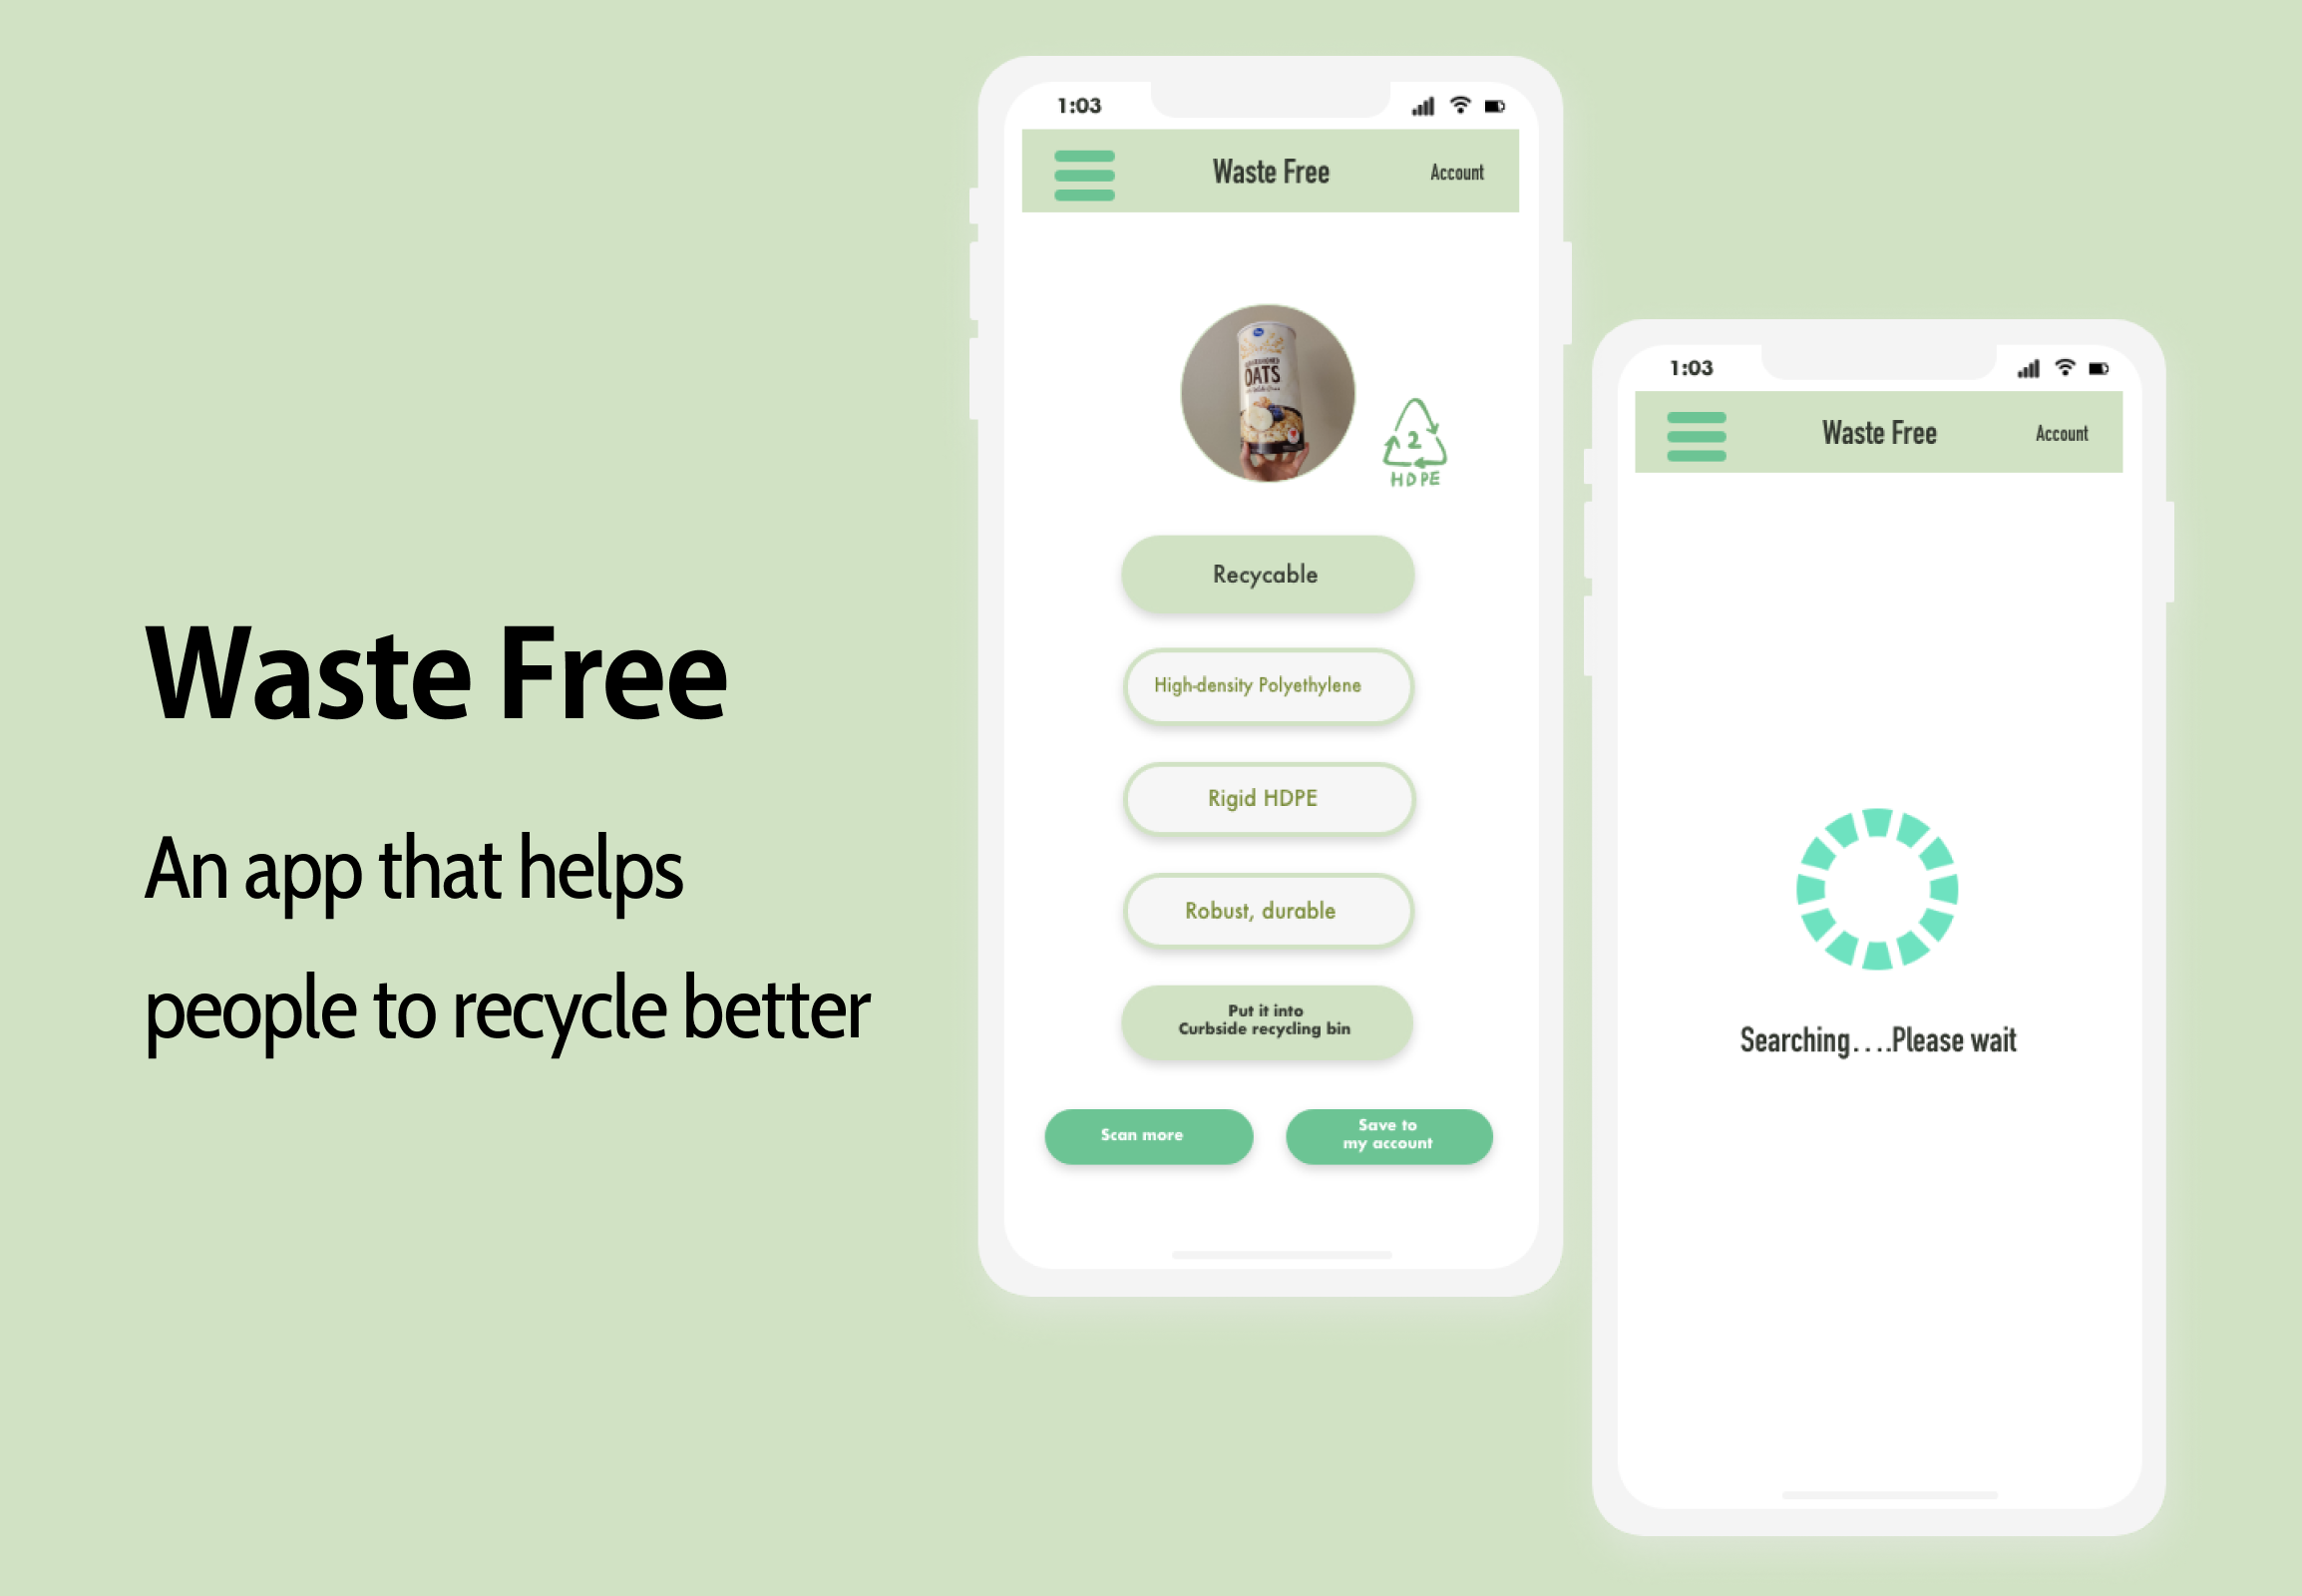 Waste Free
An app that helps
people to recycle better
1:03
Waste Free
Account
OATS
2
HDPE
Recycable
High-density Polyethylene
Rigid HDPE
Robust, durable
Put it into
Curbside recycling bin
Scan more
Save to
my account
1:03
Waste Free
Account
Searching....Please wait